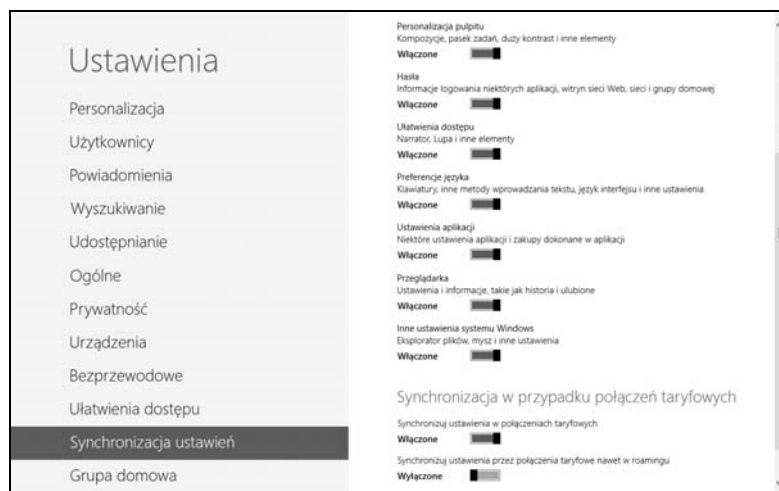 Ustawienia
Personalizacja
Użytkownicy
Powiadomienia
Wyszukiwanie
Udostępnianie
Ogólne
Prywatność
Urządzenia
Bezprzewodowe
Ułatwienia dostępu
Synchronizacja ustawień
Grupa domowa
Personalizacja pulpitu
Kompozycje, pasek zadań, duży kontrast i inne elementy
Włączone
Hasła
Informacje logowania niektórych aplikacji, witryn sieci Web, sieci i grupy domowej
Włączone
Ułatwienia dostępu
Narrator, Lupa i inne elementy
Włączone
Preferencje języka
Klawiatury, inne metody wprowadzania tekstu, język interfejsu i inne ustawienia
Włączone
Ustawienia aplikacji
Niektóre ustawienia aplikacji i zakupy dokonane w aplikacji
Włączone
Przeglądarka
Ustawienia i informacje, takie jak historia i ulubione
Włączone
Inne ustawienia systemu Windows
Eksplorator plików, mysz i inne ustawienia
Włączone
Synchronizacja w przypadku połączeń taryfowych
Synchronizuj ustawienia w połączeniach taryfowych
Włączone
Synchronizuj ustawienia przez połączenia taryfowe nawet w roamingu
Wyłączone